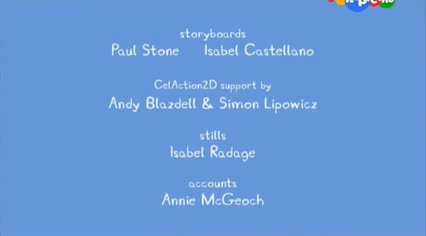 storyboards
Paul Stone Isabel Castellano
CelAction2D support by
Andy Blazdell & Simon Lipowicz
stills
Isabel Radage
accounts
Annie McGeoch